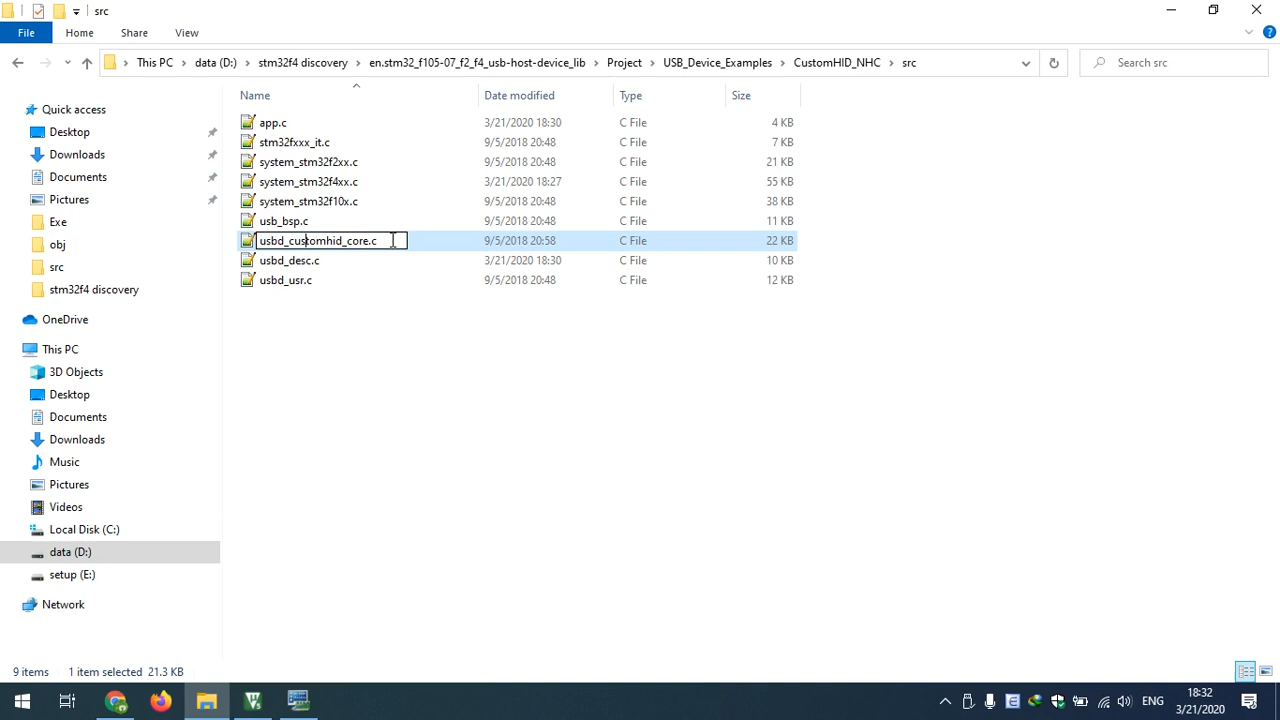 src
File Home Share View
This PC data (D:) stm32f4 discovery en.stm32_f105-07_f2_f4_usb-host-device_lib Project USB_Device_Examples CustomHID_NHC src Search src
Name Date modified Type Size
Quick access
Desktop
Downloads
Documents
Pictures
Exe
obj
src
stm32f4 discovery
OneDrive
This PC
3D Objects
Desktop
Documents
Downloads
Music
Pictures
Videos
Local Disk (C:)
data (D:)
setup (E:)
Network
app.c 3/21/2020 18:30 C File 4 KB
stm32fxxx_it.c 9/5/2018 20:48 C File 7 KB
system_stm32f2xx.c 9/5/2018 20:48 C File 21 KB
system_stm32f4xx.c 3/21/2020 18:27 C File 55 KB
system_stm32f10x.c 9/5/2018 20:48 C File 38 KB
usb_bsp.c 9/5/2018 20:48 C File 11 KB
usbd_customhid_core.c 9/5/2018 20:58 C File 22 KB
usbd_desc.c 3/21/2020 18:30 C File 10 KB
usbd_usr.c 9/5/2018 20:48 C File 12 KB
9 items 1 item selected 21.3 KB
ENG 18:32
3/21/2020